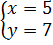 x = 5
y = 7